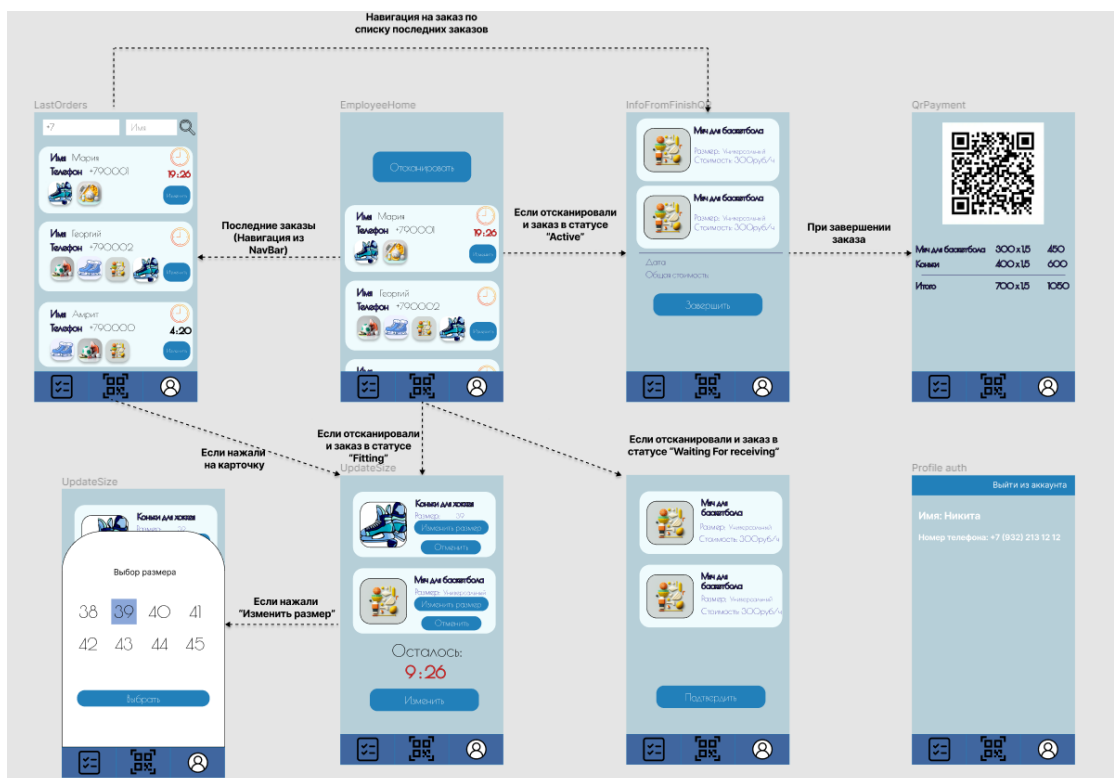 Навигация на заказ по
списку последних заказов
LastOrders
+7
Имя
Имя Мария
Телефон +790001
19:26
Изменить
Имя Георгий
Телефон +790002
Изменить
Имя Амрит
Телефон +790000
4:20
Изменить
Последние заказы
(Навигация из
NavBar)
EmployeeHome
Отсканировать
Имя Мария
Телефон +790001
19:26
Изменить
Имя Георгий
Телефон +790002
Изменить
Имя
Если отсканировали
и заказ в статусе
"Active"
InfoFromFinishQR
Мяч для баскетбола
Размер: Универсальный
Стоимость 300руб/ч
Мяч для баскетбола
Размер: Универсальный
Стоимость 300руб/ч
Дата
Общая стоимость
Завершить
При завершении
заказа
QrPayment
Мяч для баскетбола 300 x 1,5 450
Коньки 400 x 1,5 600
Итого 700 x 1,5 1050
Если нажали
на карточку
Если отсканировали
и заказ в статусе
"Fitting"
Если отсканировали и заказ в
статусе "Waiting For receiving"
UpdateSize
Коньки для хоккея
Размер: 39
Выбор размера
38 39 40 41
42 43 44 45
Выбрать
Если нажали
"Изменить размер"
UpdateSize
Коньки для хоккея
Размер: 39
Изменить размер
Отменить
Мяч для баскетбола
Размер: Универсальный
Изменить размер
Отменить
Осталось:
9:26
Изменить
Мяч для
баскетбола
Размер: Универсальный
Стоимость 300руб/ч
Мяч для
баскетбола
Размер: Универсальный
Стоимость 300руб/ч
Подтвердить
Profile auth
Выйти из аккаунта
Имя: Никита
Номер телефона: +7 (932) 213 12 12